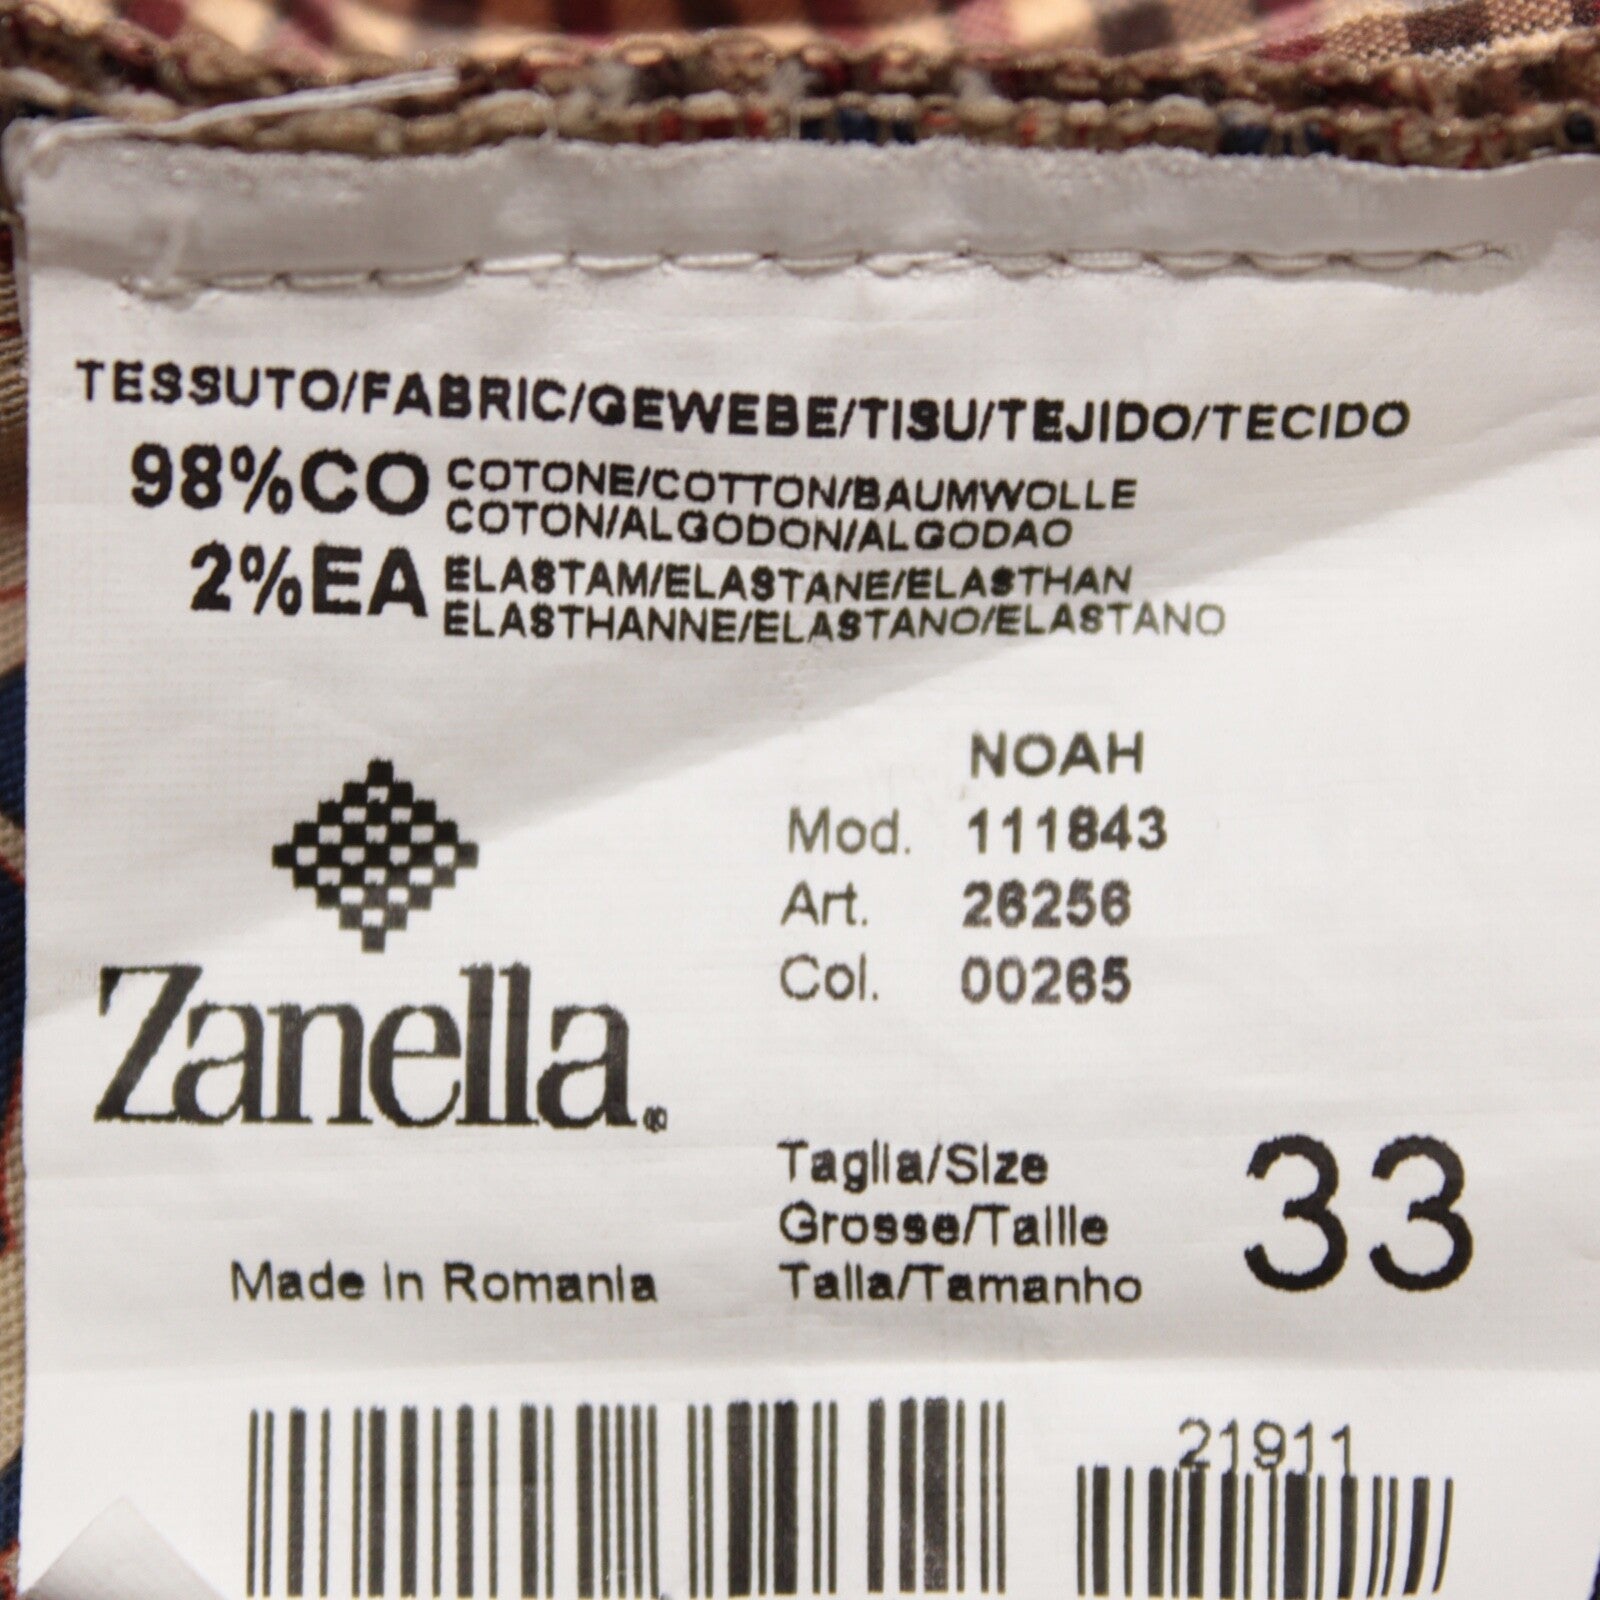 TESSUTO/FABRIC/GEWEBE/TISU/TEJIDO/TECIDO
98%CO COTONE/COTTON/BAUMWOLLE
COTON/ALGODON/ALGODAO
2%EA ELASTAM/ELASTANE/ELASTHAN
ELASTHANNE/ELASTANO/ELASTANO
NOAH
Mod. 111843
Art. 26256
Col. 00265
Zanella®
Taglia/Size
Grosse/Taille
Talla/Tamanho
33
Made in Romania
21911